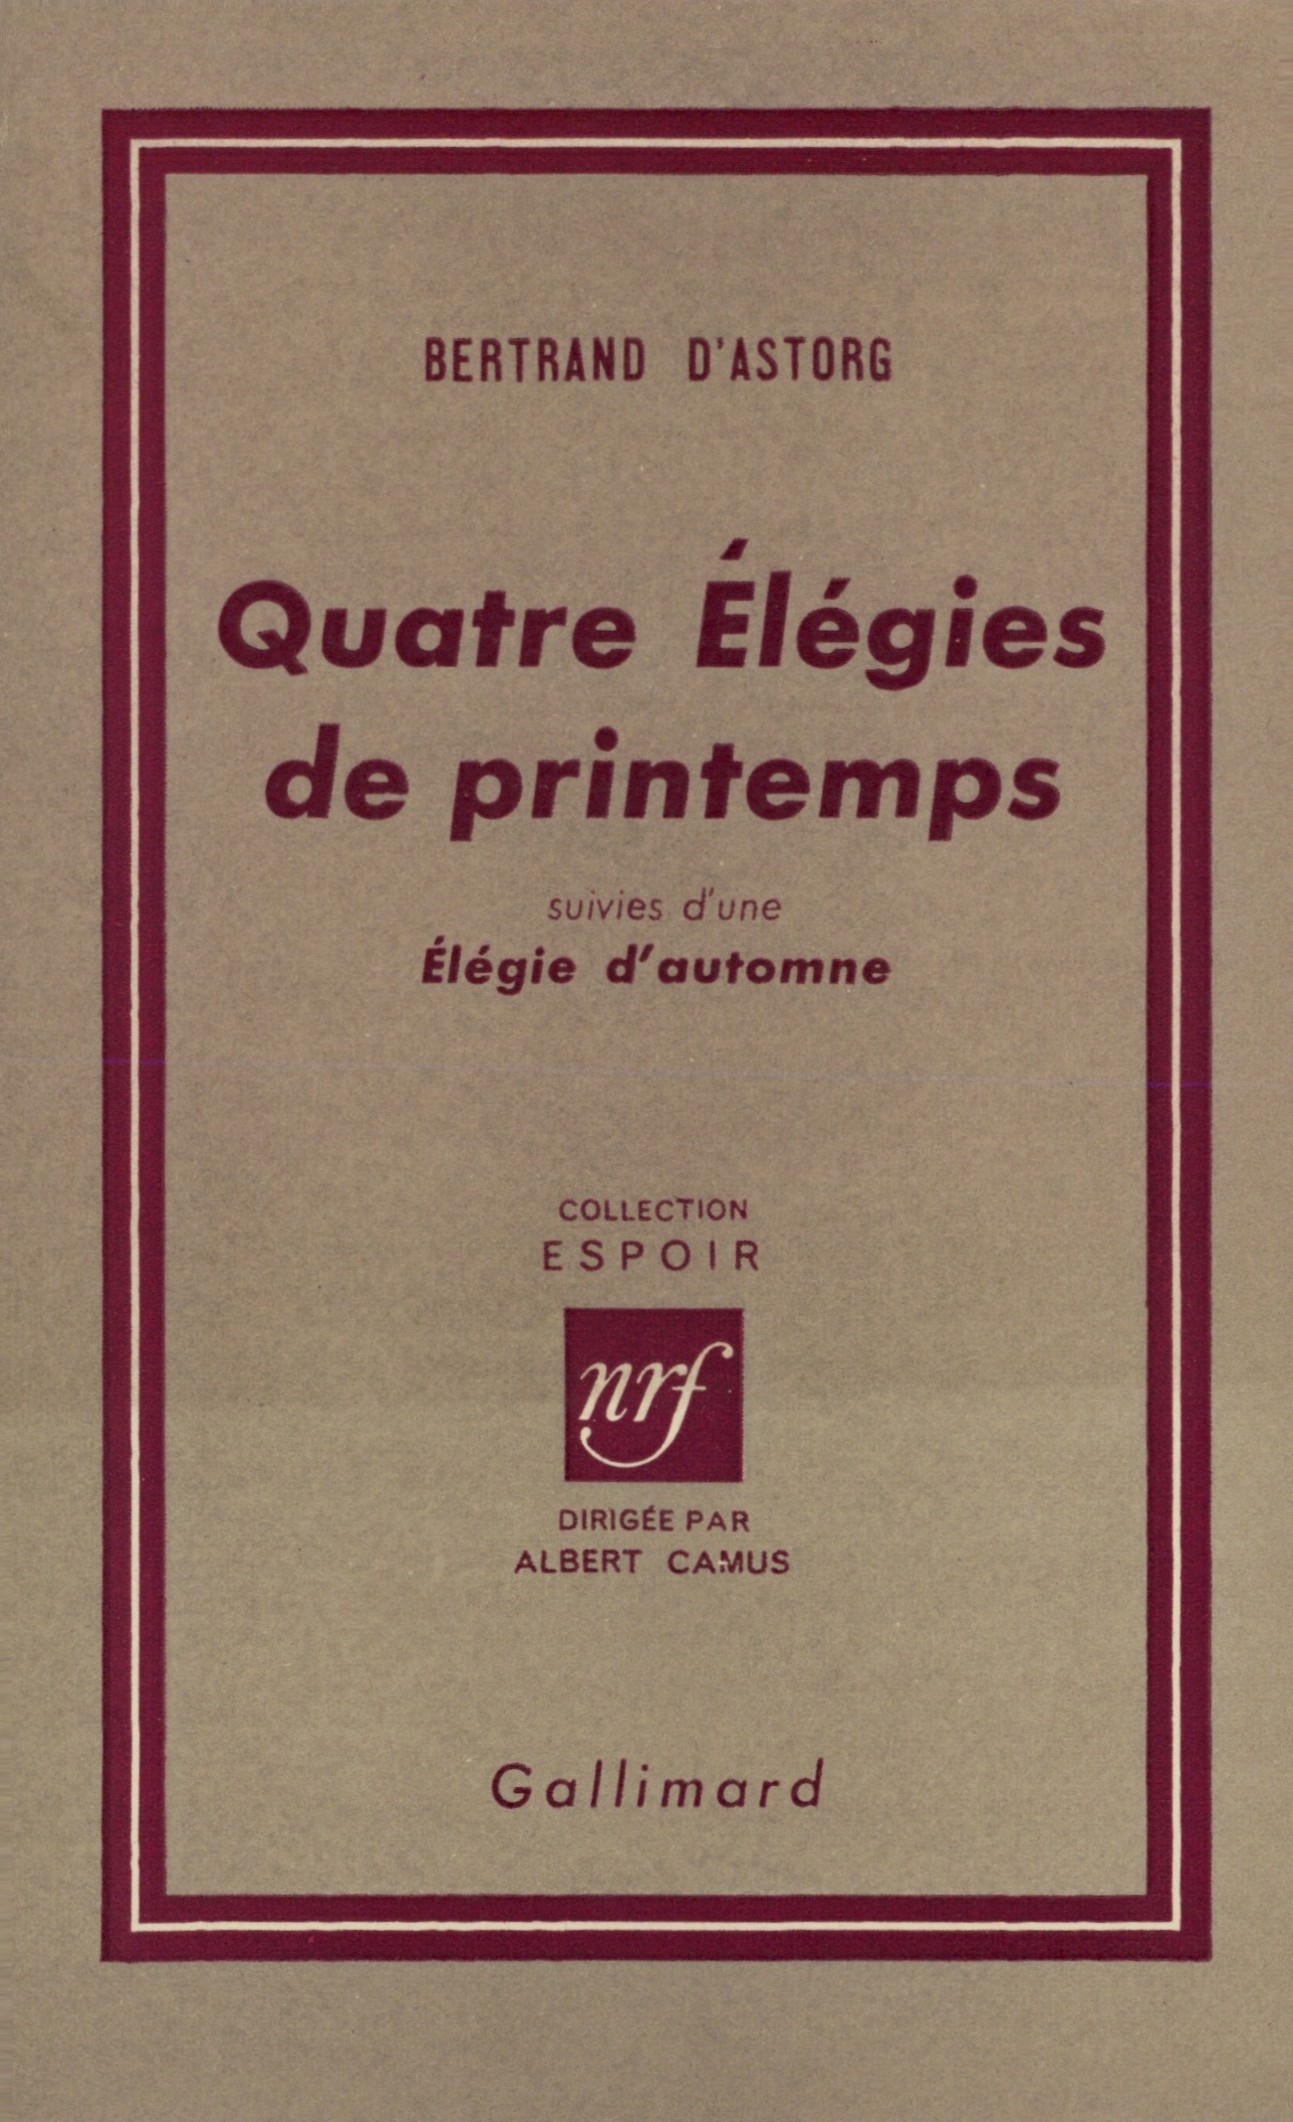 BERTRAND D'ASTORG
Quatre Élégies
de printemps
suivies d'une
Élégie d'automne
COLLECTION
ESPOIR
nrf
DIRIGÉE PAR
ALBERT CAMUS
Gallimard